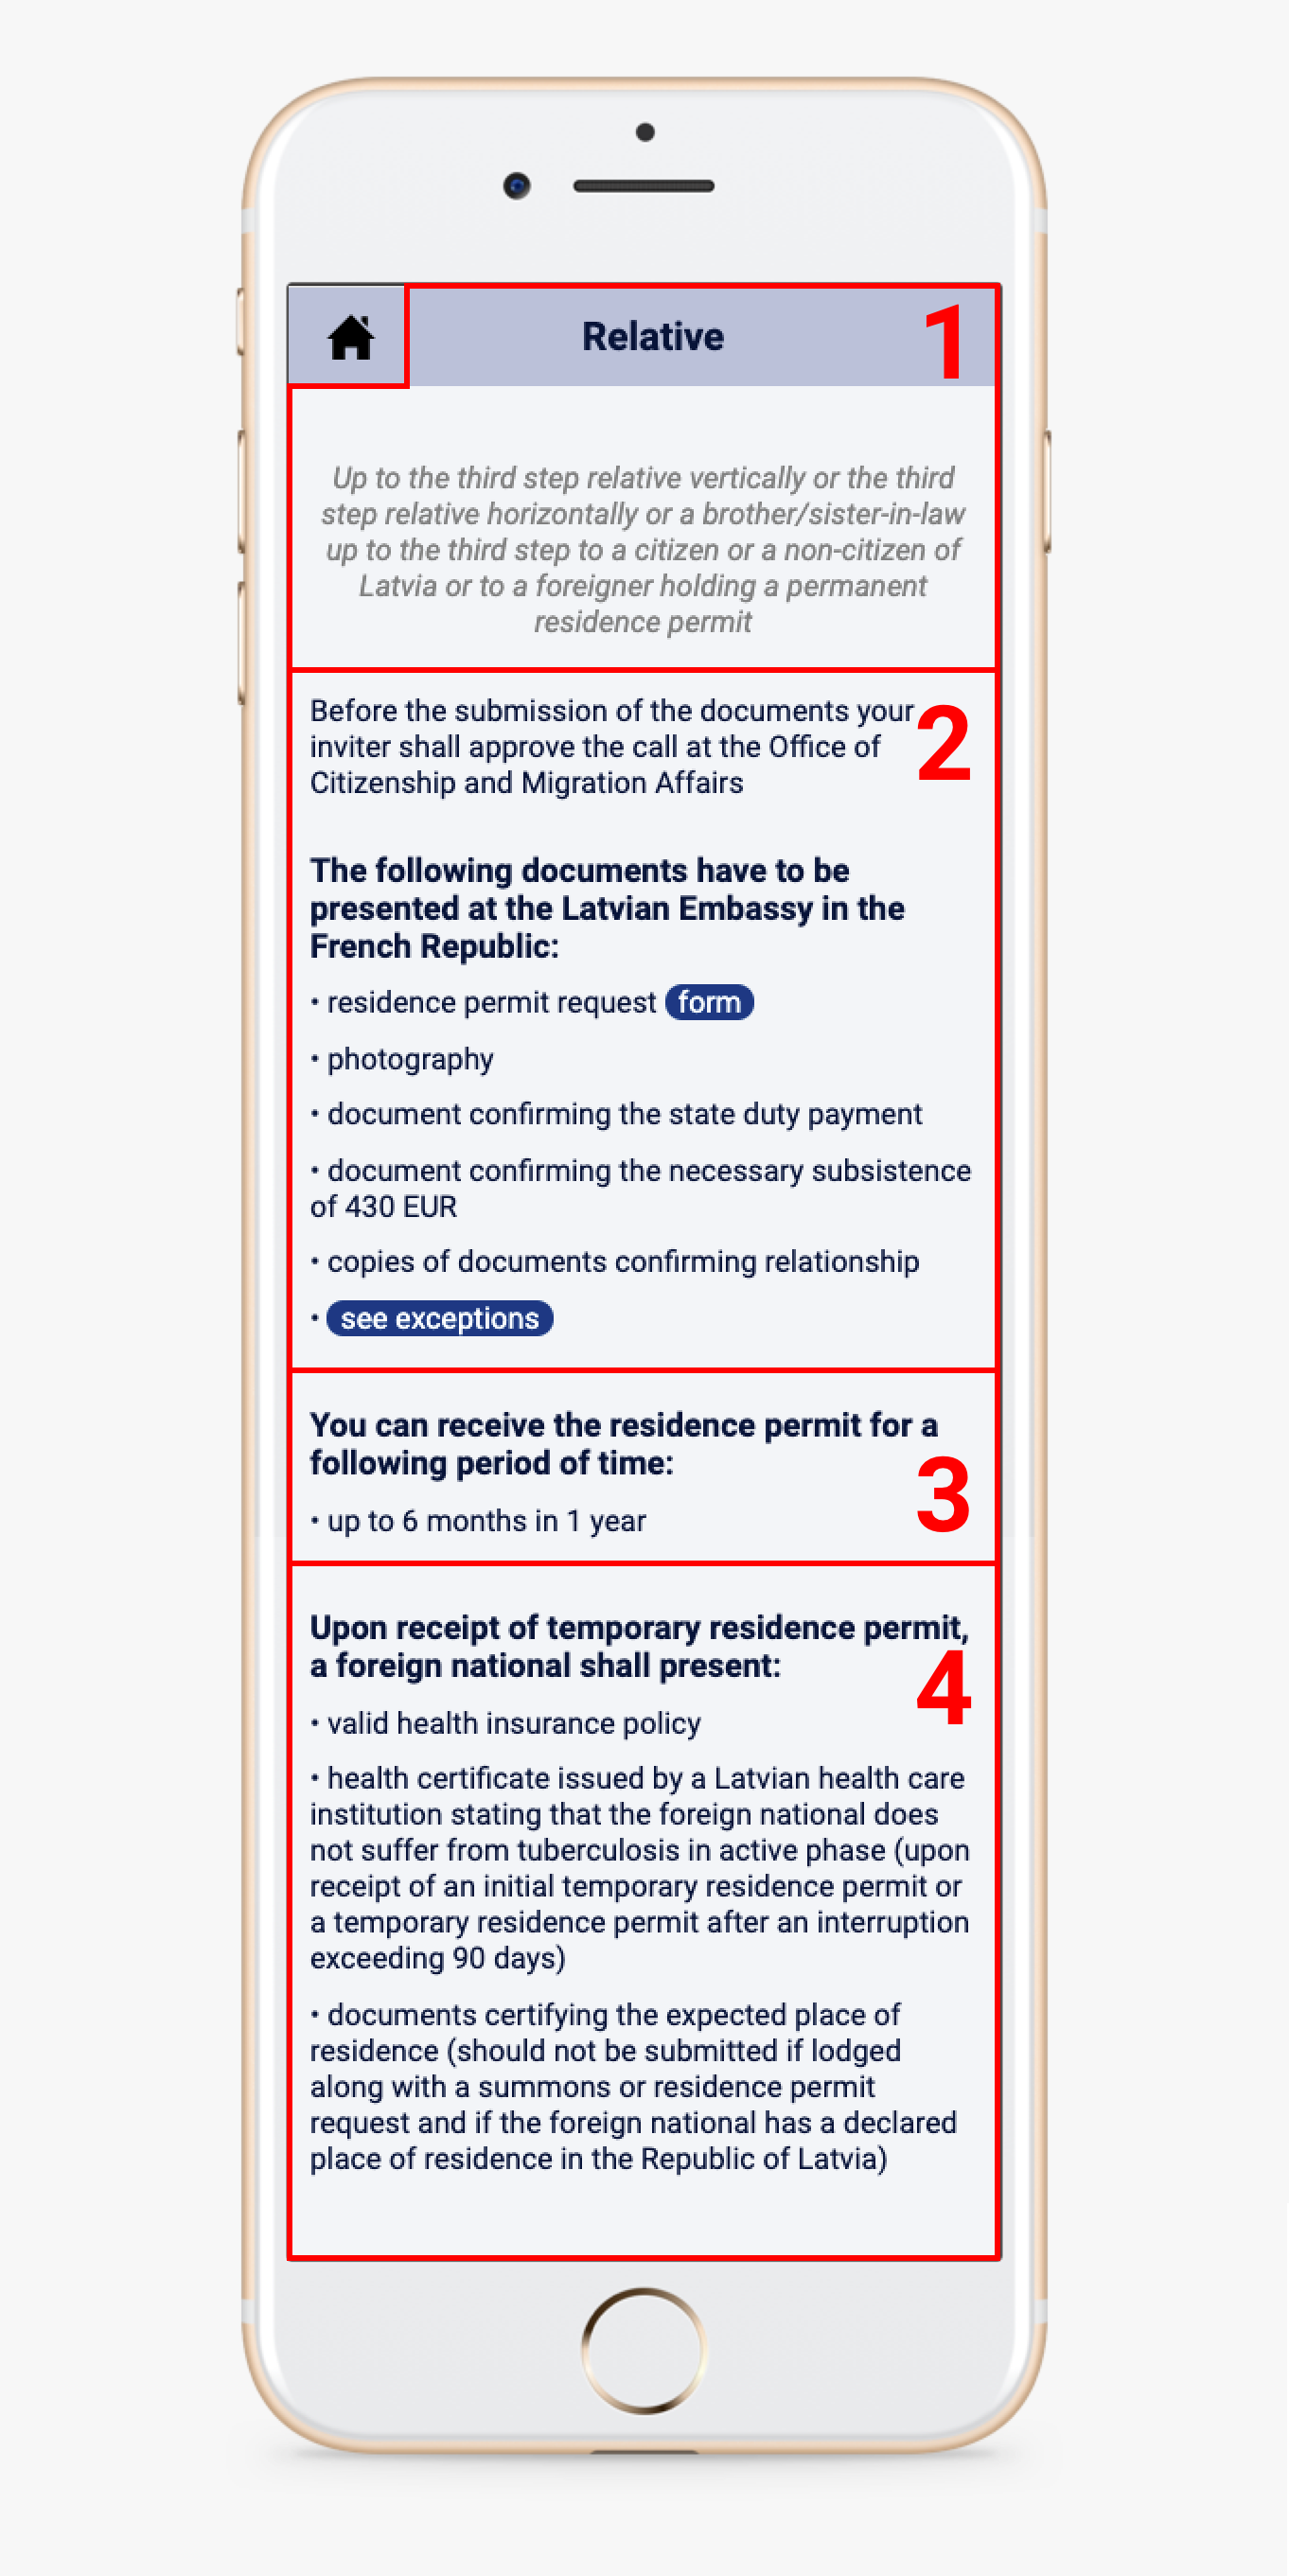 Relative
1
Up to the third step relative vertically or the third
step relative horizontally or a brother/sister-in-law
up to the third step to a citizen or a non-citizen of
Latvia or to a foreigner holding a permanent
residence permit
Before the submission of the documents your
inviter shall approve the call at the Office of
Citizenship and Migration Affairs
2
The following documents have to be
presented at the Latvian Embassy in the
French Republic:
• residence permit request form
• photography
• document confirming the state duty payment
• document confirming the necessary subsistence
of 430 EUR
• copies of documents confirming relationship
• see exceptions
You can receive the residence permit for a
following period of time:
3
• up to 6 months in 1 year
Upon receipt of temporary residence permit,
a foreign national shall present:
4
• valid health insurance policy
• health certificate issued by a Latvian health care
institution stating that the foreign national does
not suffer from tuberculosis in active phase (upon
receipt of an initial temporary residence permit or
a temporary residence permit after an interruption
exceeding 90 days)
• documents certifying the expected place of
residence (should not be submitted if lodged
along with a summons or residence permit
request and if the foreign national has a declared
place of residence in the Republic of Latvia)